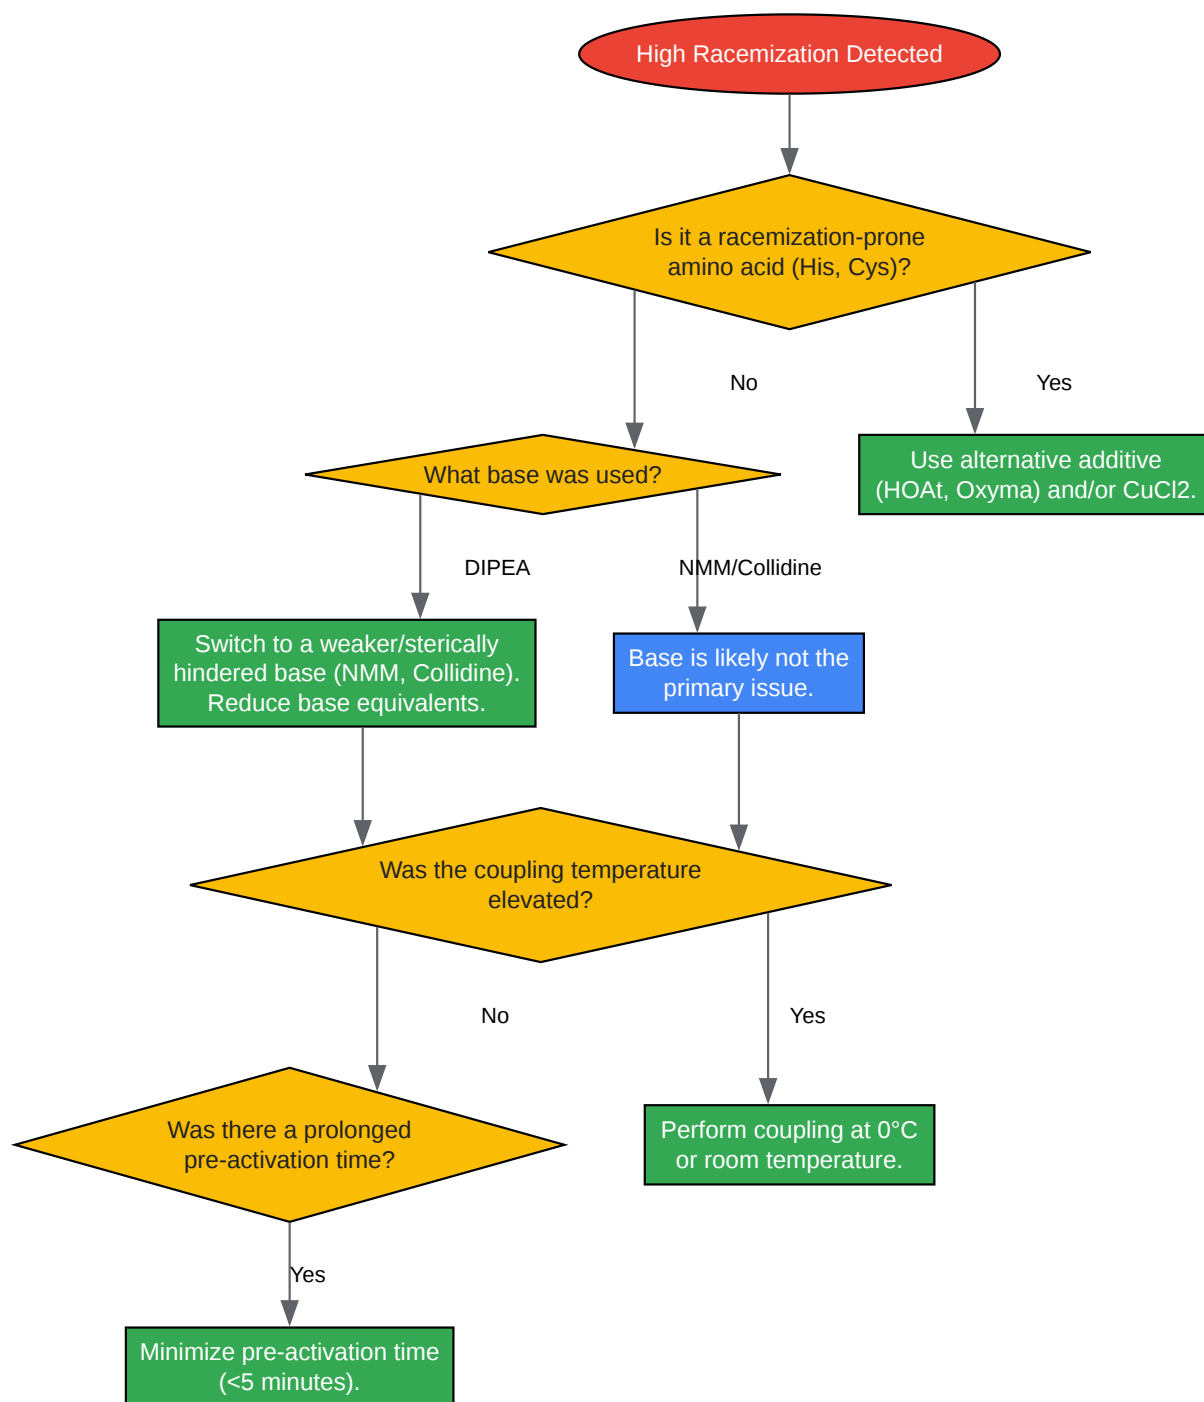 High Racemization Detected
Is it a racemization-prone
amino acid (His, Cys)?
No
Yes
What base was used?
Use alternative additive
(HOAt, Oxyma) and/or CuCl2.
DIPEA
NMM/Collidine
Switch to a weaker/sterically
hindered base (NMM, Collidine).
Reduce base equivalents.
Base is likely not the
primary issue.
Was the coupling temperature
elevated?
No
Yes
Was there a prolonged
pre-activation time?
Perform coupling at 0°C
or room temperature.
Yes
Minimize pre-activation time
(<5 minutes).